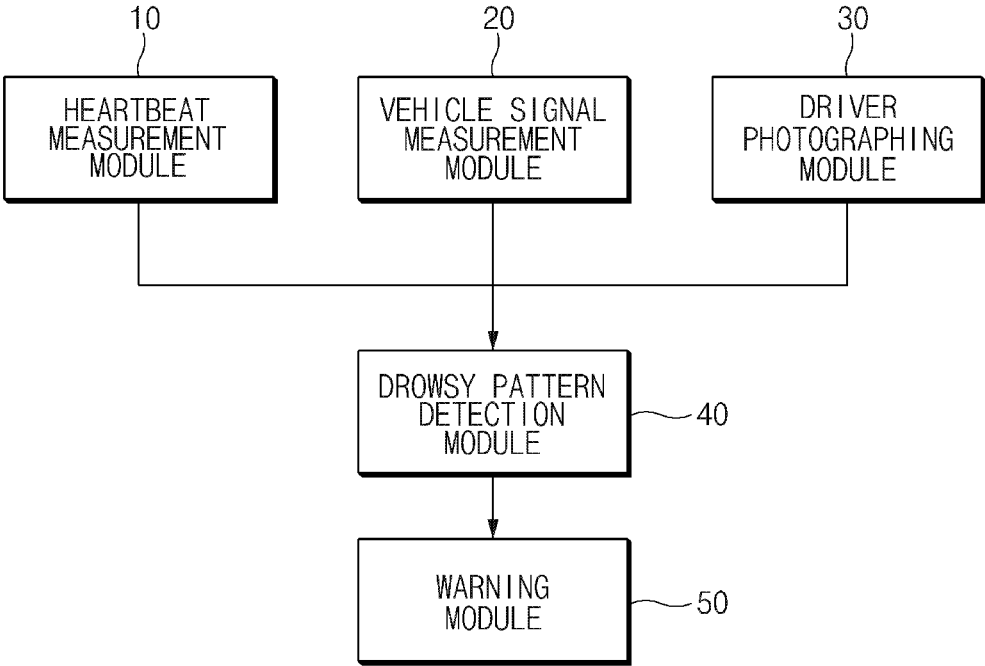 10
20
30
HEARTBEAT
MEASUREMENT
MODULE
VEHICLE SIGNAL
MEASUREMENT
MODULE
DRIVER
PHOTOGRAPHING
MODULE
DROWSY PATTERN
DETECTION
MODULE
40
WARNING
MODULE
50